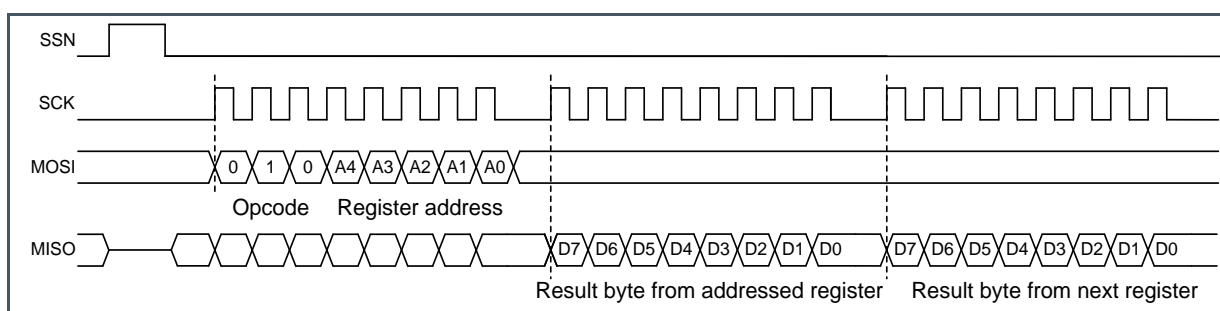 SSN
SCK
MOSI 0 1 0 A4 A3 A2 A1 A0
Opcode Register address
MISO D7 D6 D5 D4 D3 D2 D1 D0 D7 D6 D5 D4 D3 D2 D1 D0
Result byte from addressed register Result byte from next register